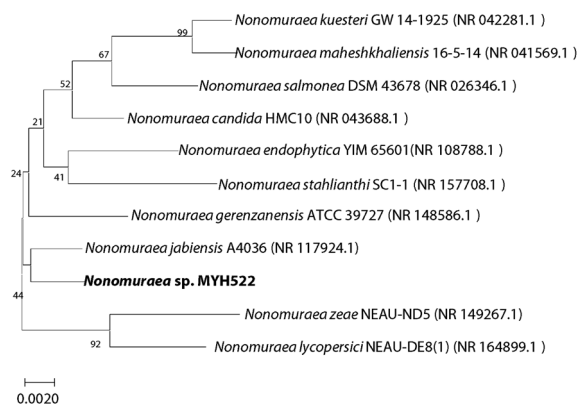 99
Nonomuraea kuesteri GW 14-1925 (NR 042281.1 )
Nonomuraea maheshkhaliensis 16-5-14 (NR 041569.1 )
67
52
Nonomuraea salmonea DSM 43678 (NR 026346.1 )
Nonomuraea candida HMC10 (NR 043688.1 )
21
Nonomuraea endophytica YIM 65601(NR 108788.1 )
24
41
Nonomuraea stahlianthi SC1-1 (NR 157708.1 )
Nonomuraea gerenzanensis ATCC 39727 (NR 148586.1 )
Nonomuraea jabiensis A4036 (NR 117924.1)
Nonomuraea sp. MYH522
44
Nonomuraea zeae NEAU-ND5 (NR 149267.1)
92
Nonomuraea lycopersici NEAU-DE8(1) (NR 164899.1 )
0.0020